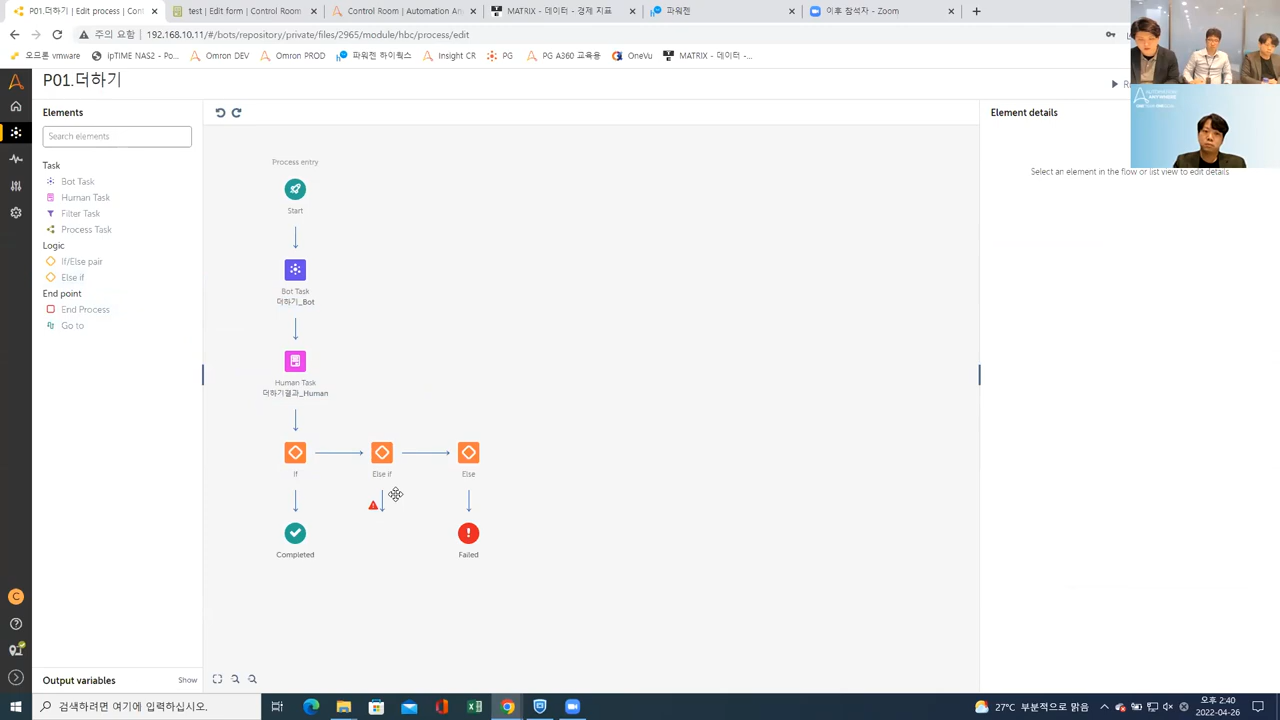 P01.더하기 | Edit process | Cont
test | Edit form | Control Room
Control Room | Automation An
MATRIX - 데이터 - 경제 지표
파워젠
이후 참석자 - Zoom
주의 요함
192.168.10.11/#/bots/repository/private/files/2965/module/hbc/process/edit
오므론 vmware
IpTIME NAS2 - Po...
Omron DEV
Omron PROD
파워젠 하이웍스
Insight CR
PG
PG A360 교육용
OneVu
MATRIX - 데이터 - ...
P01.더하기
Elements
Element details
Search elements
Process entry
Task
Bot Task
Human Task
Filter Task
Process Task
Logic
If/Else pair
Else if
End point
End Process
Go to
Select an element in the flow or list view to edit details
Start
Bot Task
더하기_Bot
Human Task
더하기결과_Human
If
Else if
Else
Completed
Failed
Output variables
Show
AUTOMATION
ANYWHERE
검색하려면 여기에 입력하십시오.
27°C 부분적으로 맑음
오후 2:40
2022-04-26